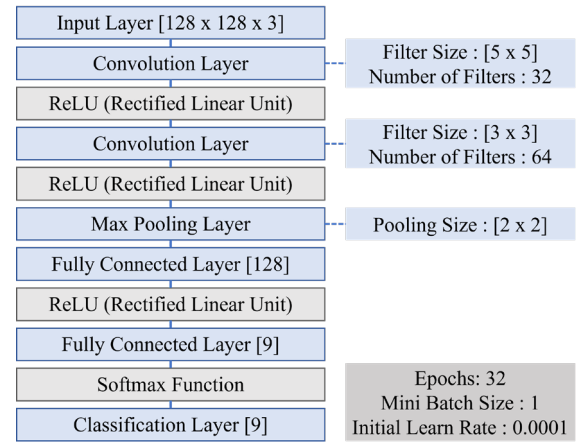 Input Layer [128 x 128 x 3]
Convolution Layer
Filter Size : [5 x 5]
Number of Filters : 32
ReLU (Rectified Linear Unit)
Convolution Layer
Filter Size : [3 x 3]
Number of Filters : 64
ReLU (Rectified Linear Unit)
Max Pooling Layer
Pooling Size : [2 x 2]
Fully Connected Layer [128]
ReLU (Rectified Linear Unit)
Fully Connected Layer [9]
Softmax Function
Classification Layer [9]
Epochs: 32
Mini Batch Size : 1
Initial Learn Rate : 0.0001